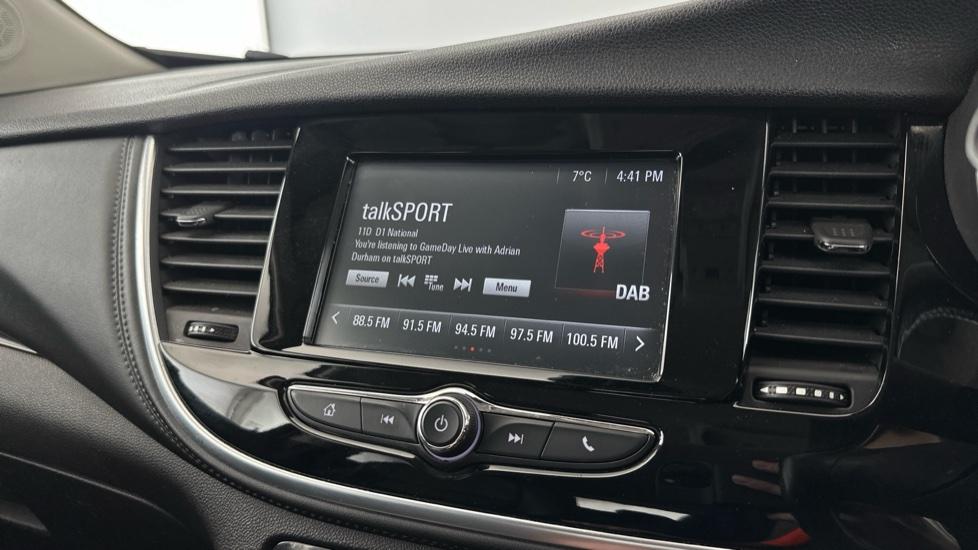 7°C 4:41 PM
talkSPORT
11D D1 National
You're listening to GameDay Live with Adrian
Durham on talkSPORT
Source Tune Menu
DAB
88.5 FM 91.5 FM 94.5 FM 97.5 FM 100.5 FM